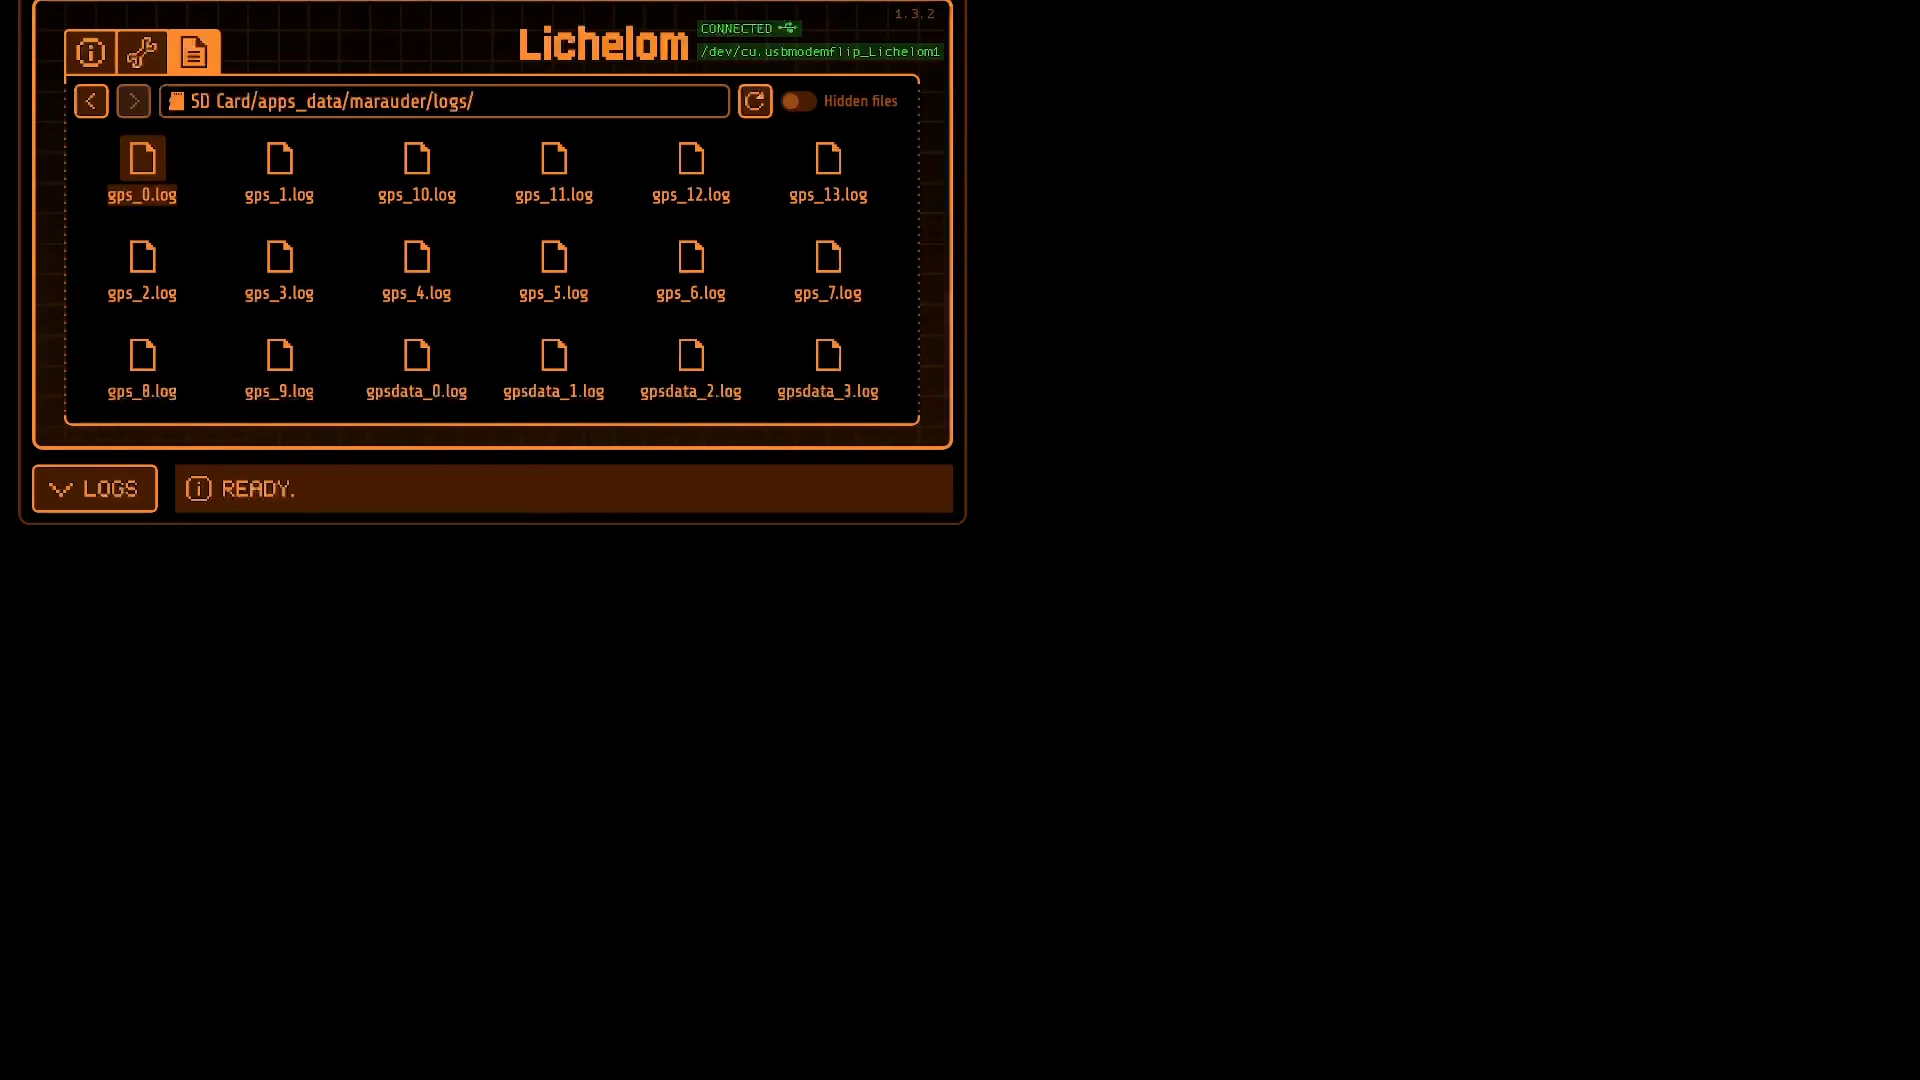 1.3.2
Lichelom
CONNECTED
/dev/cu.usbmodemflip_Lichelom1
SD Card/apps_data/marauder/logs/
Hidden files
gps_0.log gps_1.log gps_10.log gps_11.log gps_12.log gps_13.log
gps_2.log gps_3.log gps_4.log gps_5.log gps_6.log gps_7.log
gps_8.log gps_9.log gpsdata_0.log gpsdata_1.log gpsdata_2.log gpsdata_3.log
LOGS
READY.